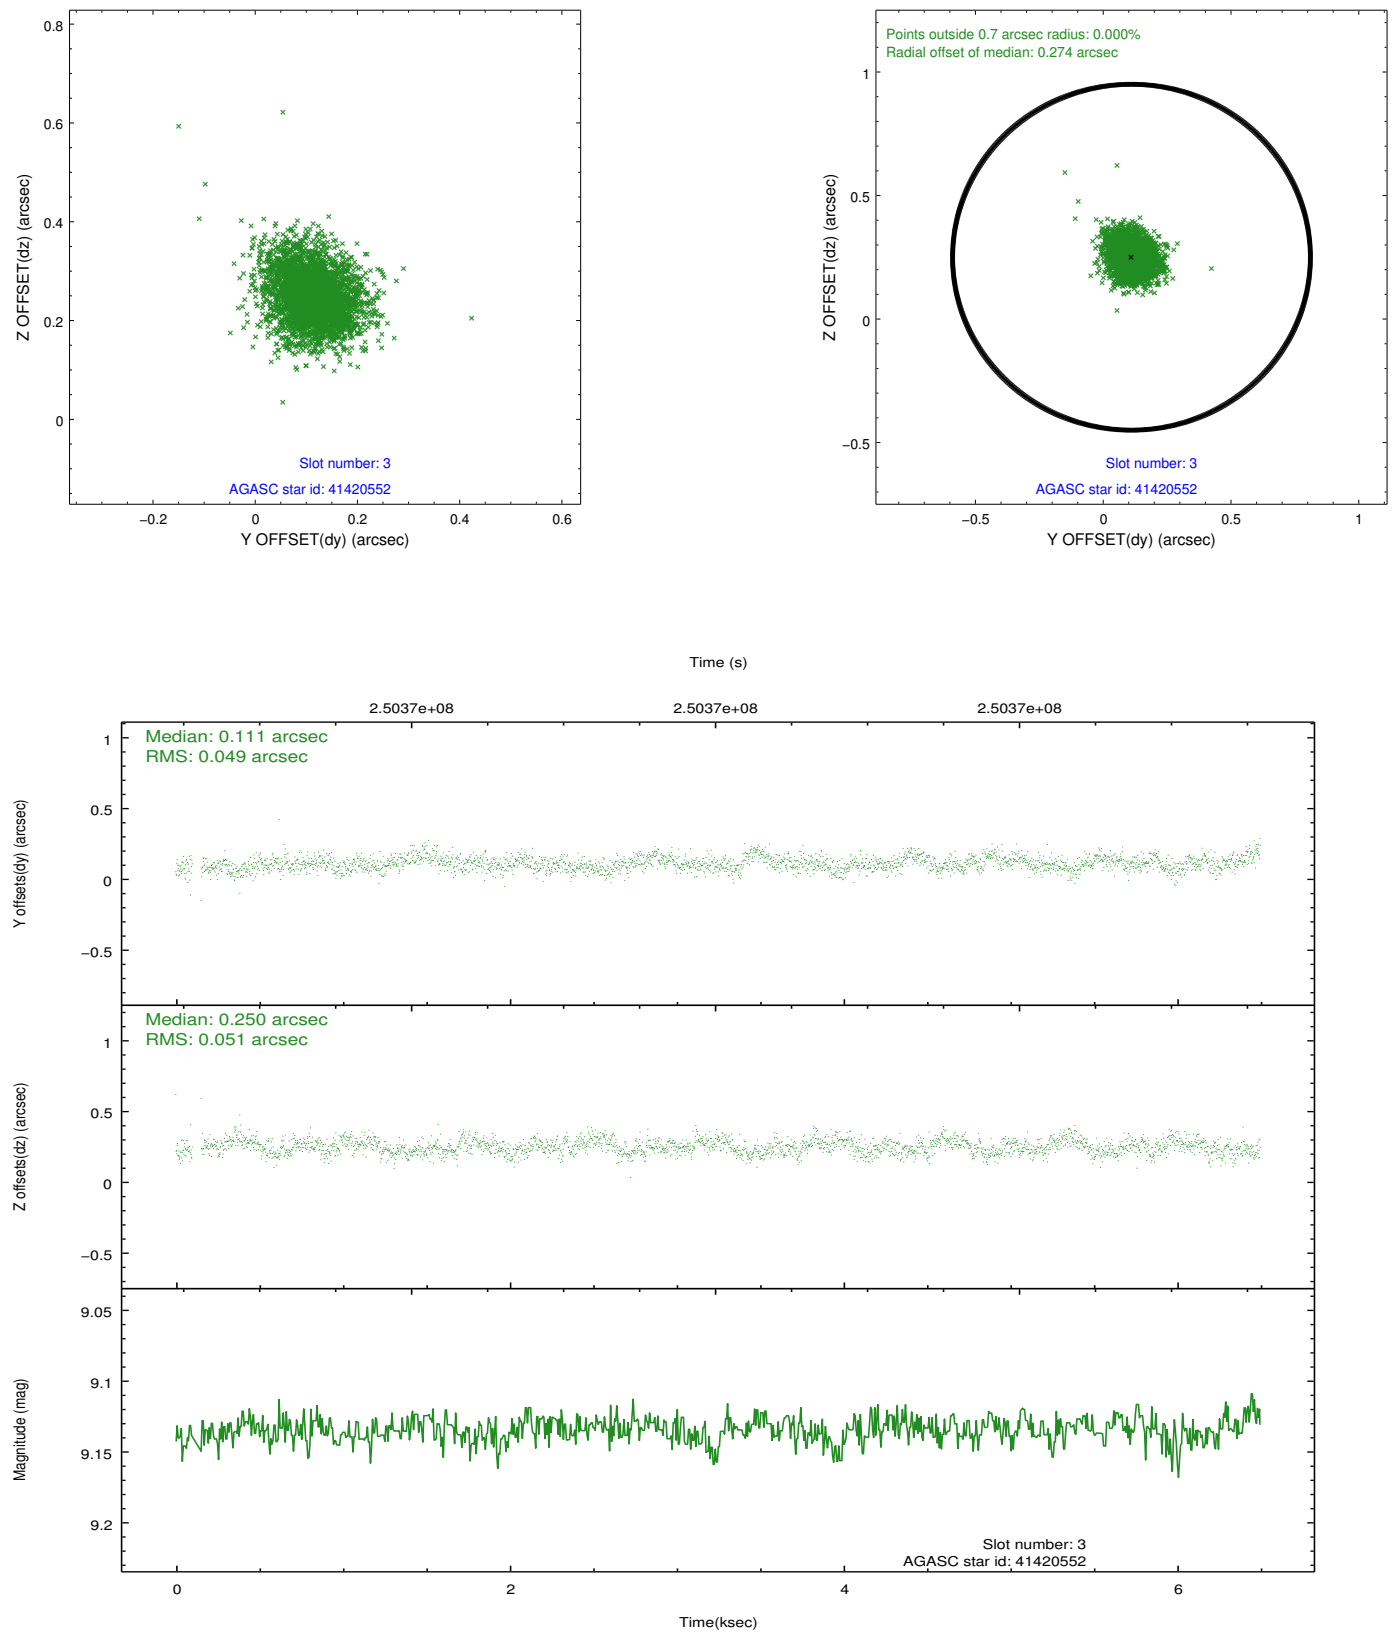 0.8
0.6
0.4
0.2
0
Z OFFSET(dz) (arcsec)
Slot number: 3
AGASC star id: 41420552
−0.2 0 0.2 0.4 0.6
Y OFFSET(dy) (arcsec)
Points outside 0.7 arcsec radius: 0.000%
Radial offset of median: 0.274 arcsec
1
0.5
0
−0.5
Z OFFSET(dz) (arcsec)
Slot number: 3
AGASC star id: 41420552
−0.5 0 0.5 1
Y OFFSET(dy) (arcsec)
Time (s)
2.5037e+08 2.5037e+08 2.5037e+08
Median: 0.111 arcsec
RMS: 0.049 arcsec
1
0.5
0
−0.5
Y offsets(dy) (arcsec)
Median: 0.250 arcsec
RMS: 0.051 arcsec
1
0.5
0
−0.5
Z offsets(dz) (arcsec)
9.05
9.1
9.15
9.2
Magnitude (mag)
Slot number: 3
AGASC star id: 41420552
0 2 4 6
Time(ksec)